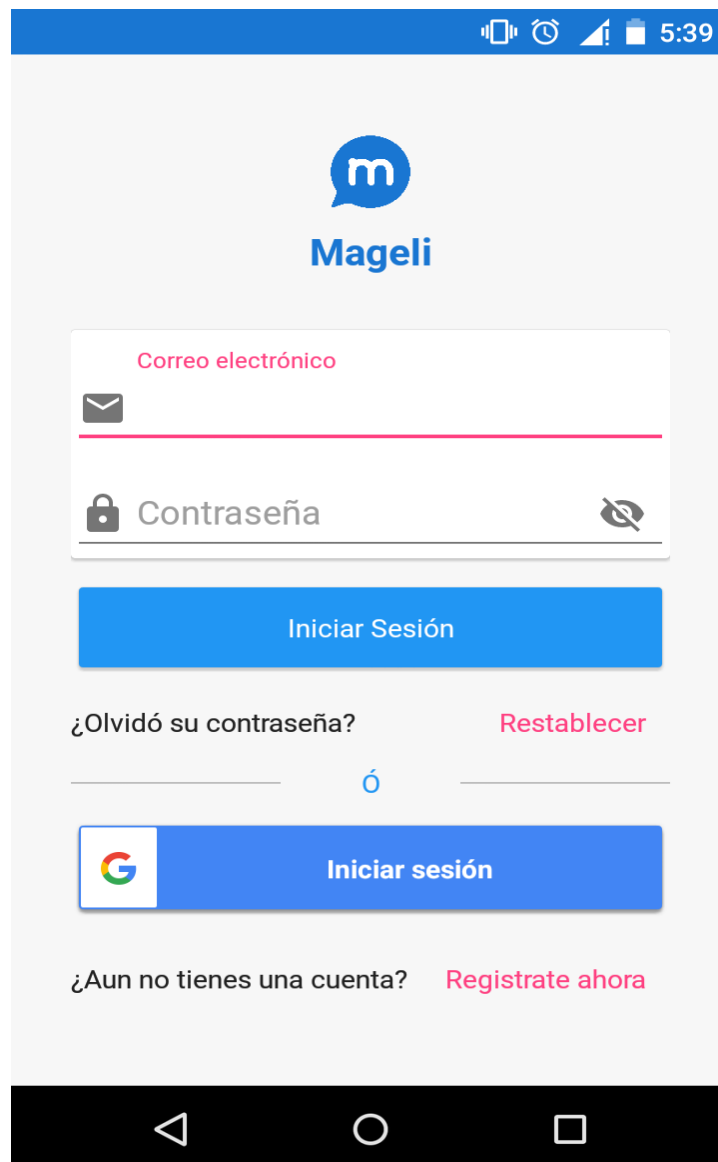 5:39
m
Mageli
Correo electrónico
Contraseña
Iniciar Sesión
¿Olvidó su contraseña? Restablecer
Ó
G Iniciar sesión
¿Aun no tienes una cuenta? Registrate ahora